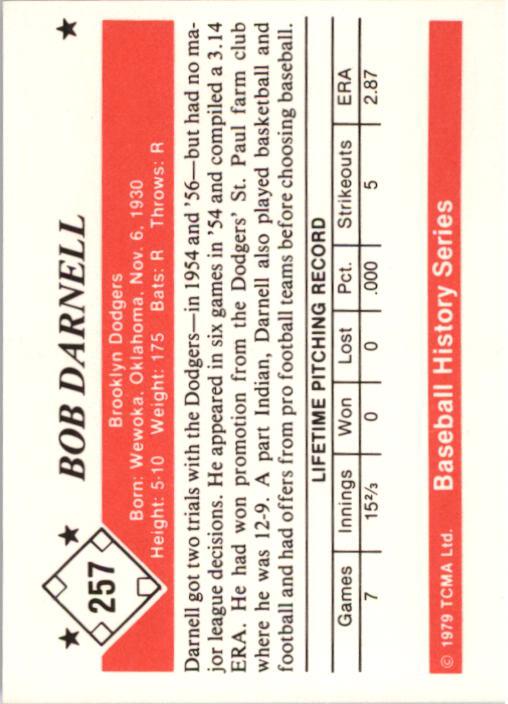 257
BOB DARNELL
Brooklyn Dodgers
Born: Wewoka, Oklahoma, Nov. 6, 1930
Height: 5-10 Weight: 175 Bats: R Throws: R
Darnell got two trials with the Dodgers—in 1954 and '56—but had no ma-
jor league decisions. He appeared in six games in '54 and compiled a 3.14
ERA. He had won promotion from the Dodgers' St. Paul farm club
where he was 12-9. A part Indian, Darnell also played basketball and
football and had offers from pro football teams before choosing baseball.
LIFETIME PITCHING RECORD
Games Innings Won Lost Pct. Strikeouts ERA
7 15²/₃ 0 0 .000 5 2.87
© 1979 TCMA Ltd. Baseball History Series